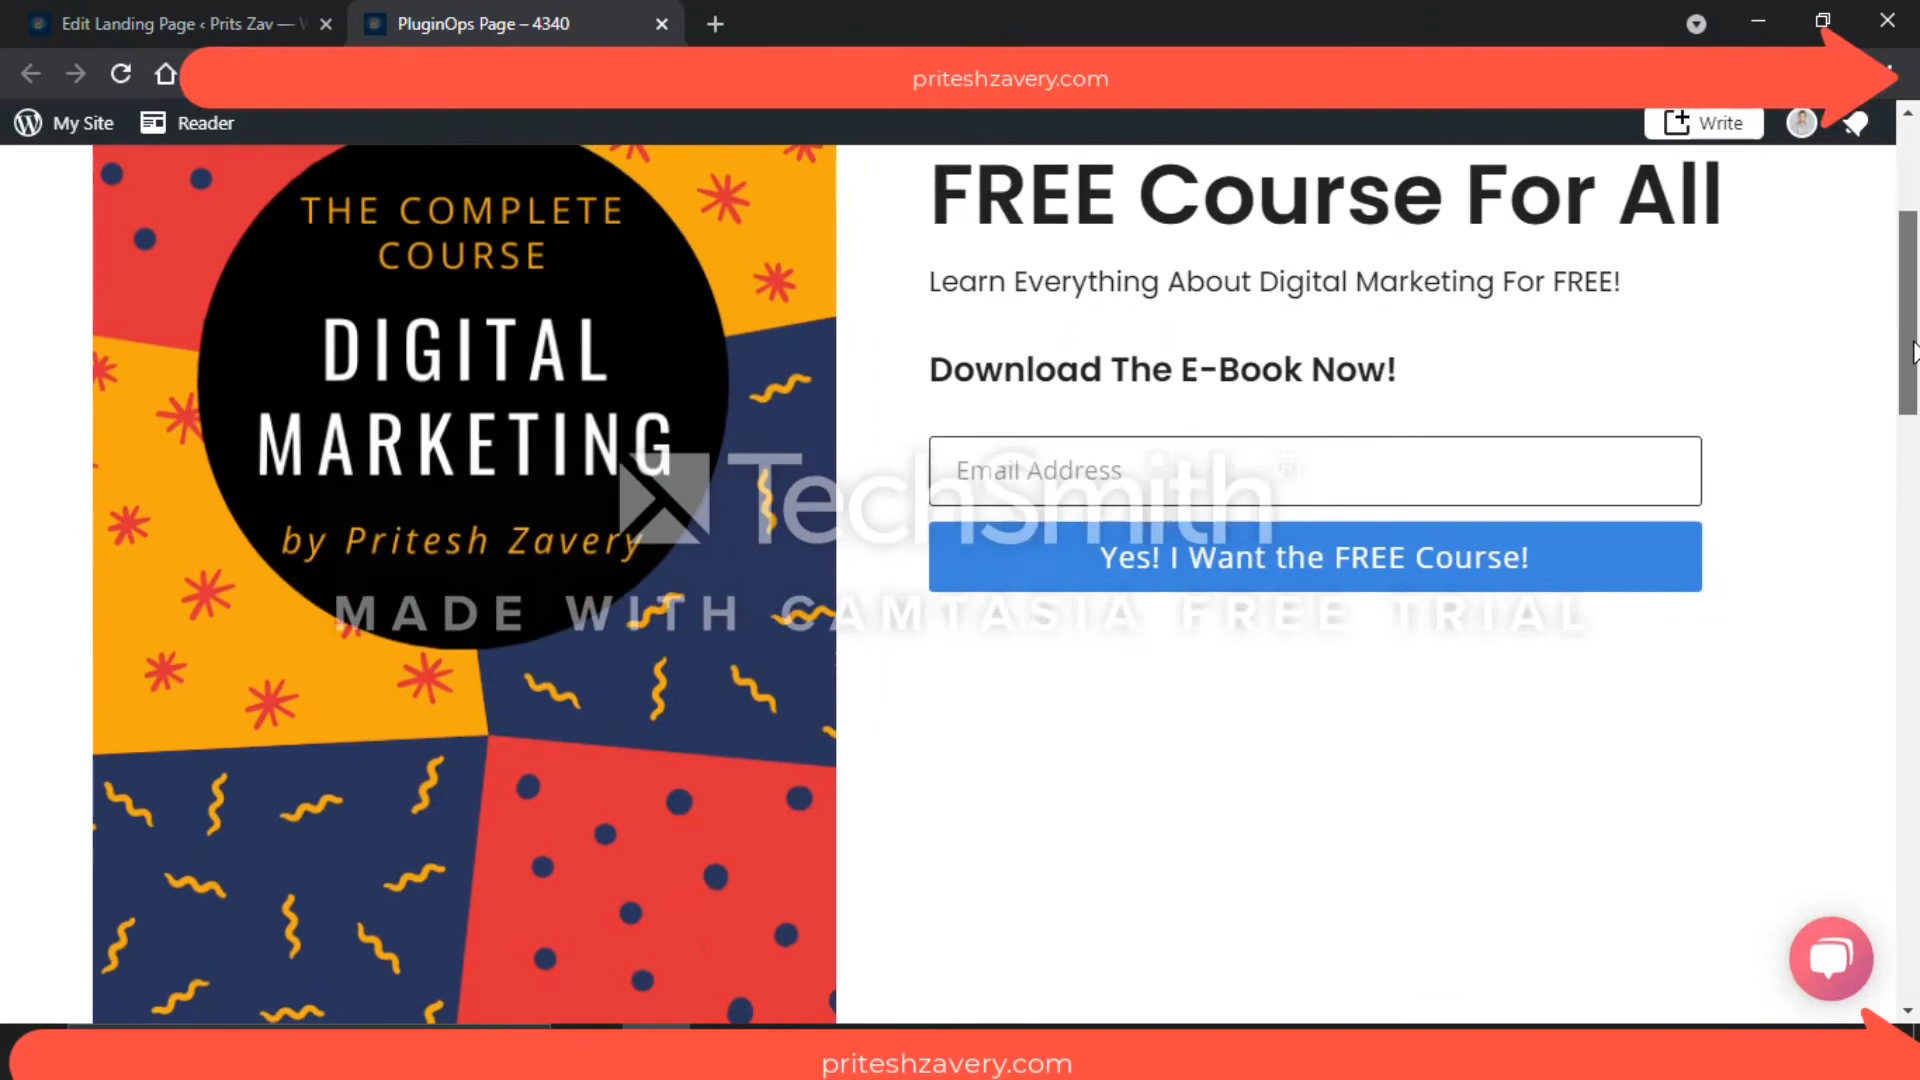 Edit Landing Page ‹ Prits Zav —
PluginOps Page – 4340
priteshzavery.com
My Site
Reader
Write
THE COMPLETE
COURSE
DIGITAL
MARKETING
by Pritesh Zavery
FREE Course For All
Learn Everything About Digital Marketing For FREE!
Download The E-Book Now!
Email Address
Yes! I Want the FREE Course!
TechSmith®
MADE WITH CAMTASIA FREE TRIAL
priteshzavery.com